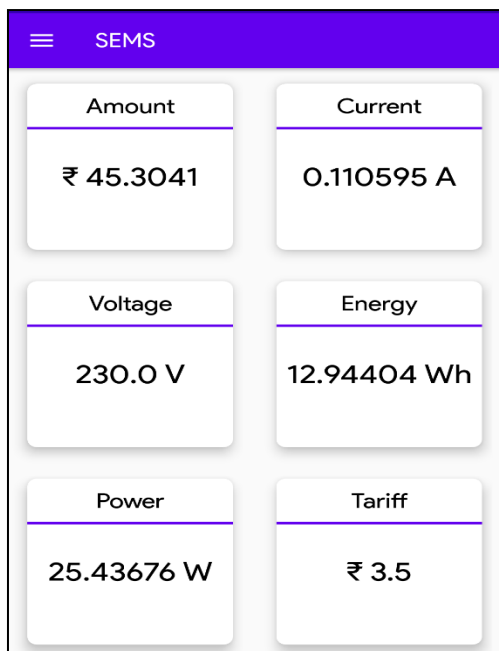 SEMS
Amount
₹ 45.3041
Current
0.110595 A
Voltage
230.0 V
Energy
12.94404 Wh
Power
25.43676 W
Tariff
₹ 3.5